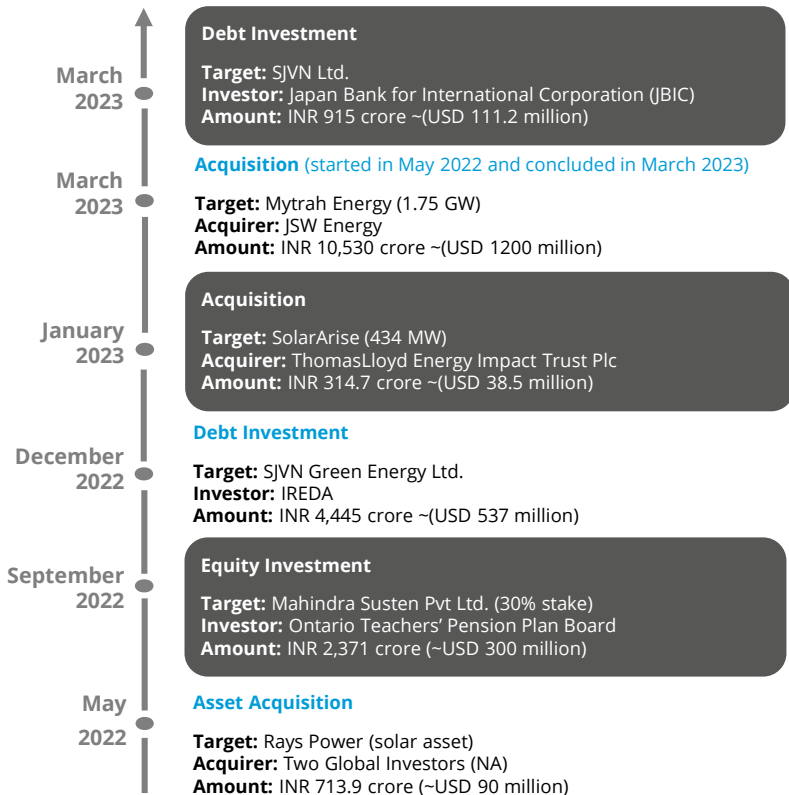 Debt Investment
March
2023
Target: SJVN Ltd.
Investor: Japan Bank for International Corporation (JBIC)
Amount: INR 915 crore ~(USD 111.2 million)
March
2023
Acquisition (started in May 2022 and concluded in March 2023)
Target: Mytrah Energy (1.75 GW)
Acquirer: JSW Energy
Amount: INR 10,530 crore ~(USD 1200 million)
January
2023
Acquisition
Target: SolarArise (434 MW)
Acquirer: ThomasLloyd Energy Impact Trust Plc
Amount: INR 314.7 crore ~(USD 38.5 million)
December
2022
Debt Investment
Target: SJVN Green Energy Ltd.
Investor: IREDA
Amount: INR 4,445 crore ~(USD 537 million)
September
2022
Equity Investment
Target: Mahindra Susten Pvt Ltd. (30% stake)
Investor: Ontario Teachers’ Pension Plan Board
Amount: INR 2,371 crore (~USD 300 million)
May
2022
Asset Acquisition
Target: Rays Power (solar asset)
Acquirer: Two Global Investors (NA)
Amount: INR 713.9 crore (~USD 90 million)